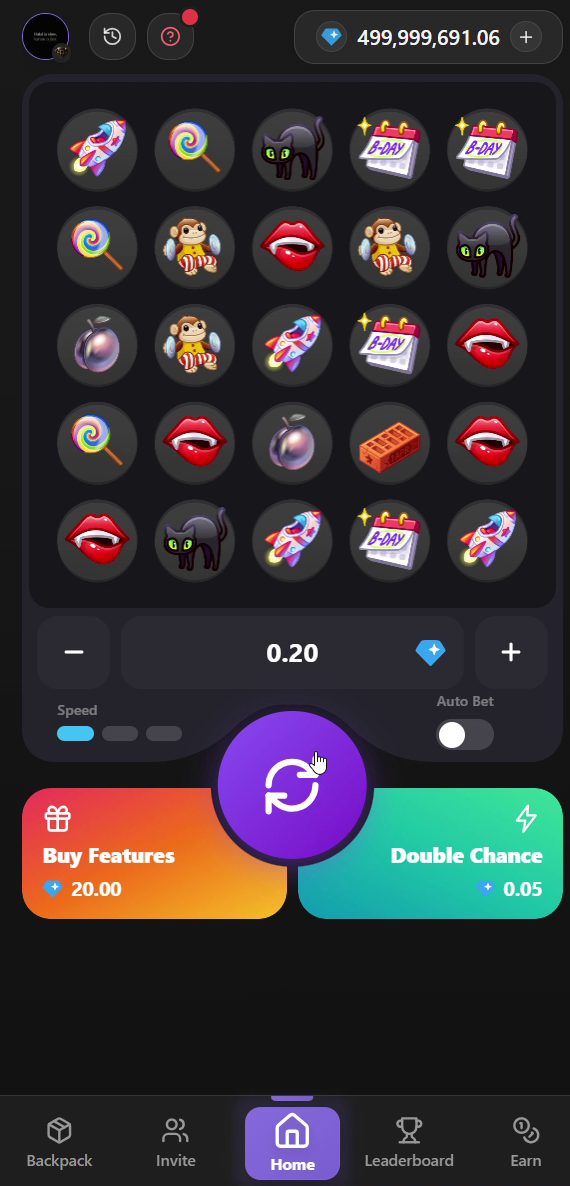 499,999,691.06
B-DAY
B-DAY
B-DAY
B-DAY
0.20
Speed
Auto Bet
Buy Features
20.00
Double Chance
0.05
Backpack
Invite
Home
Leaderboard
Earn